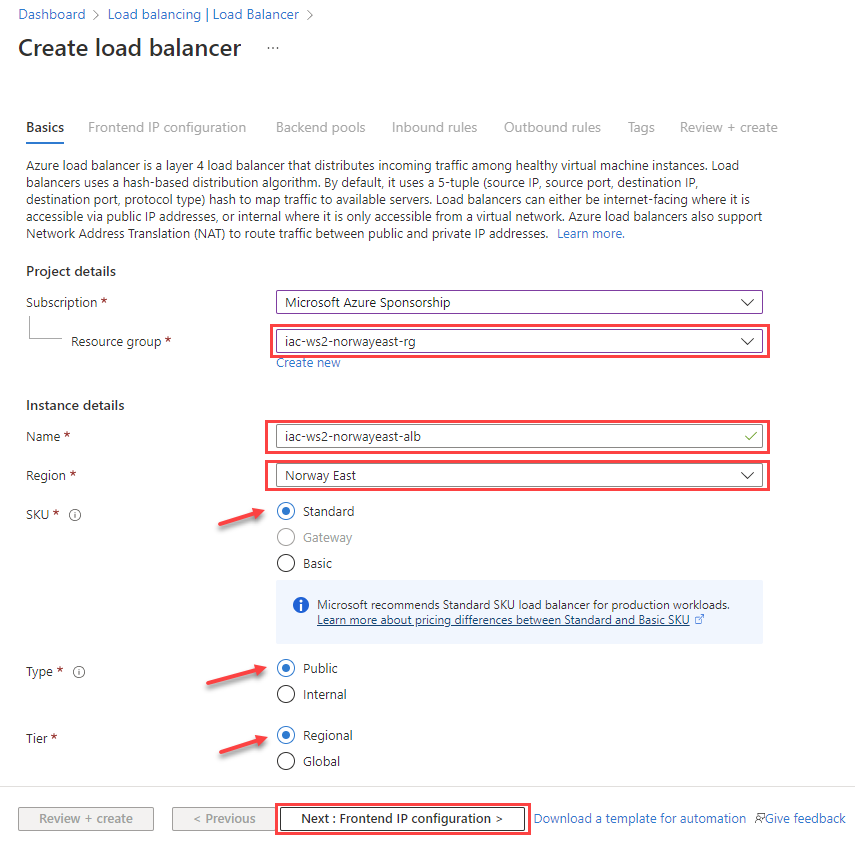 Dashboard > Load balancing | Load Balancer >
Create load balancer ...
Basics Frontend IP configuration Backend pools Inbound rules Outbound rules Tags Review + create
Azure load balancer is a layer 4 load balancer that distributes incoming traffic among healthy virtual machine instances. Load
balancers uses a hash-based distribution algorithm. By default, it uses a 5-tuple (source IP, source port, destination IP,
destination port, protocol type) hash to map traffic to available servers. Load balancers can either be internet-facing where it is
accessible via public IP addresses, or internal where it is only accessible from a virtual network. Azure load balancers also support
Network Address Translation (NAT) to route traffic between public and private IP addresses. Learn more.
Project details
Subscription * Microsoft Azure Sponsorship
Resource group * iac-ws2-norwayeast-rg
Create new
Instance details
Name * iac-ws2-norwayeast-alb
Region * Norway East
SKU * Standard
Gateway
Basic
Microsoft recommends Standard SKU load balancer for production workloads.
Learn more about pricing differences between Standard and Basic SKU
Type * Public
Internal
Tier * Regional
Global
Review + create < Previous Next : Frontend IP configuration > Download a template for automation Give feedback